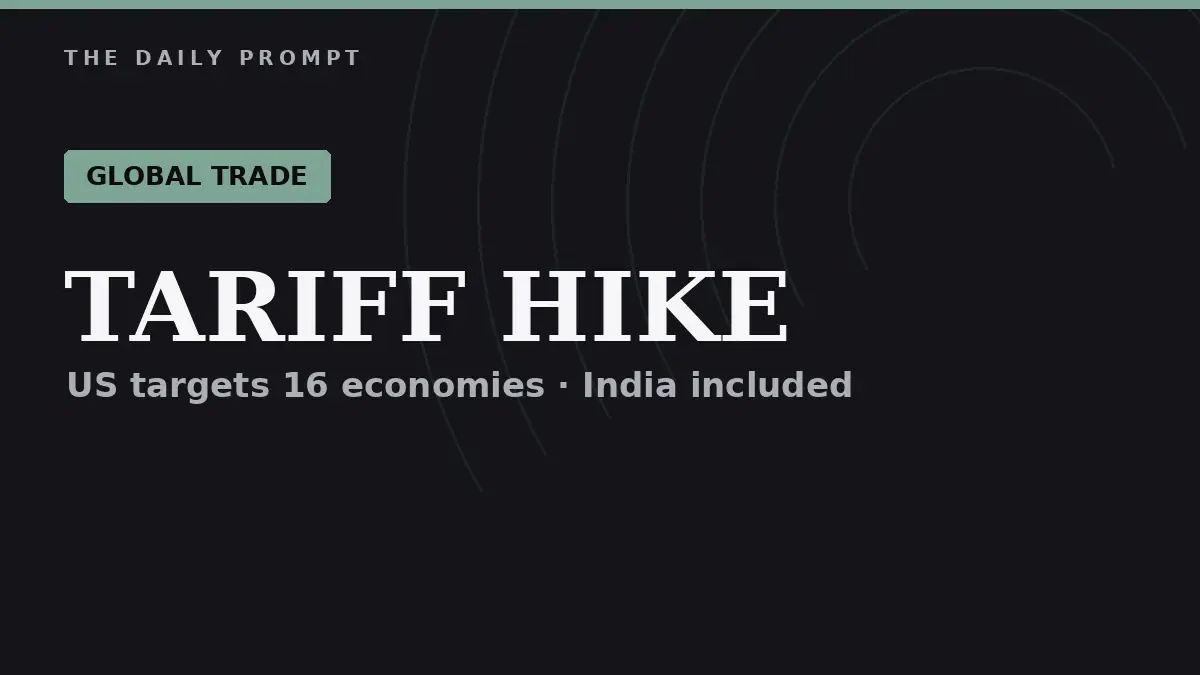 THE DAILY PROMPT
GLOBAL TRADE
TARIFF HIKE
US targets 16 economies · India included